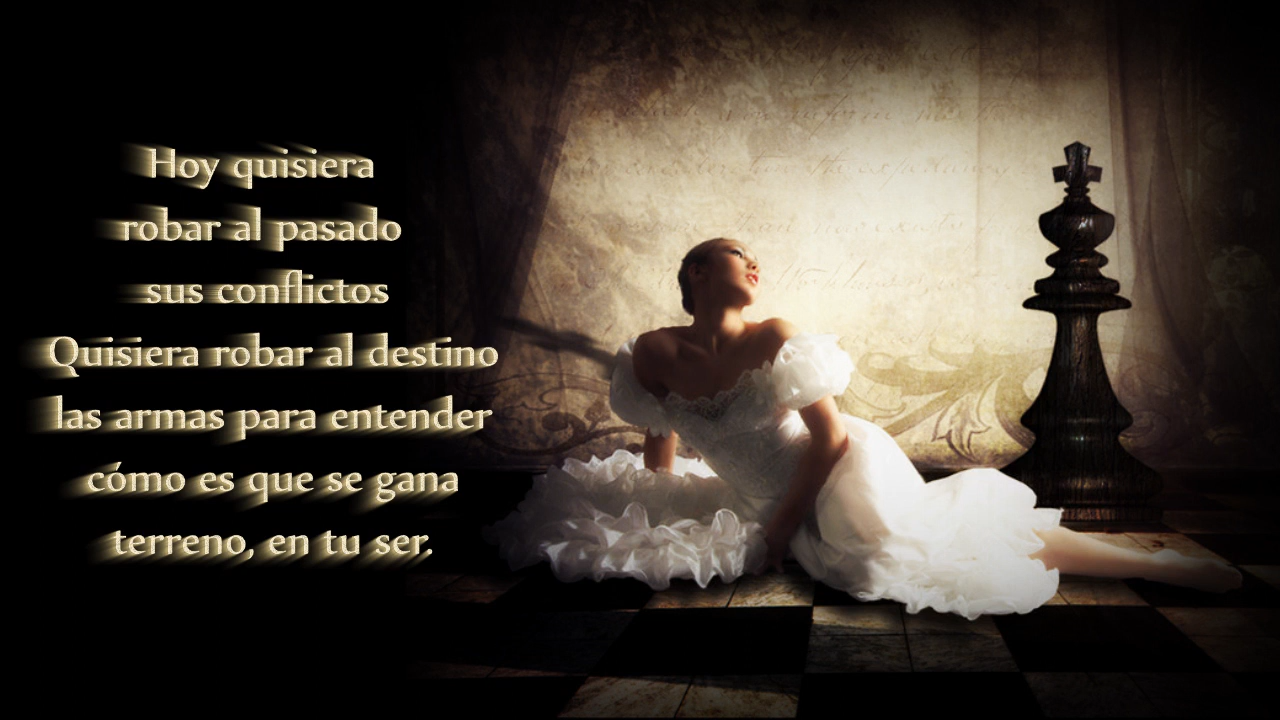 Hoy quisiera
robar al pasado
sus conflictos
Quisiera robar al destino
las armas para entender
cómo es que se gana
terreno, en tu ser.